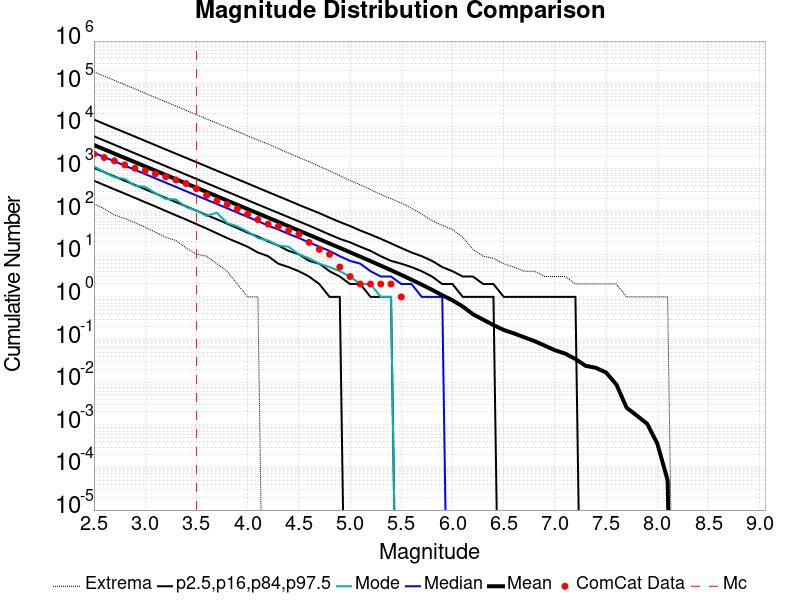 Magnitude Distribution Comparison
10^6
10^5
10^4
10^3
10^2
10^1
10^0
10^-1
10^-2
10^-3
10^-4
10^-5
Cumulative Number
2.5 3.0 3.5 4.0 4.5 5.0 5.5 6.0 6.5 7.0 7.5 8.0 8.5 9.0
Magnitude
Extrema p2.5,p16,p84,p97.5 Mode Median Mean ComCat Data Mc